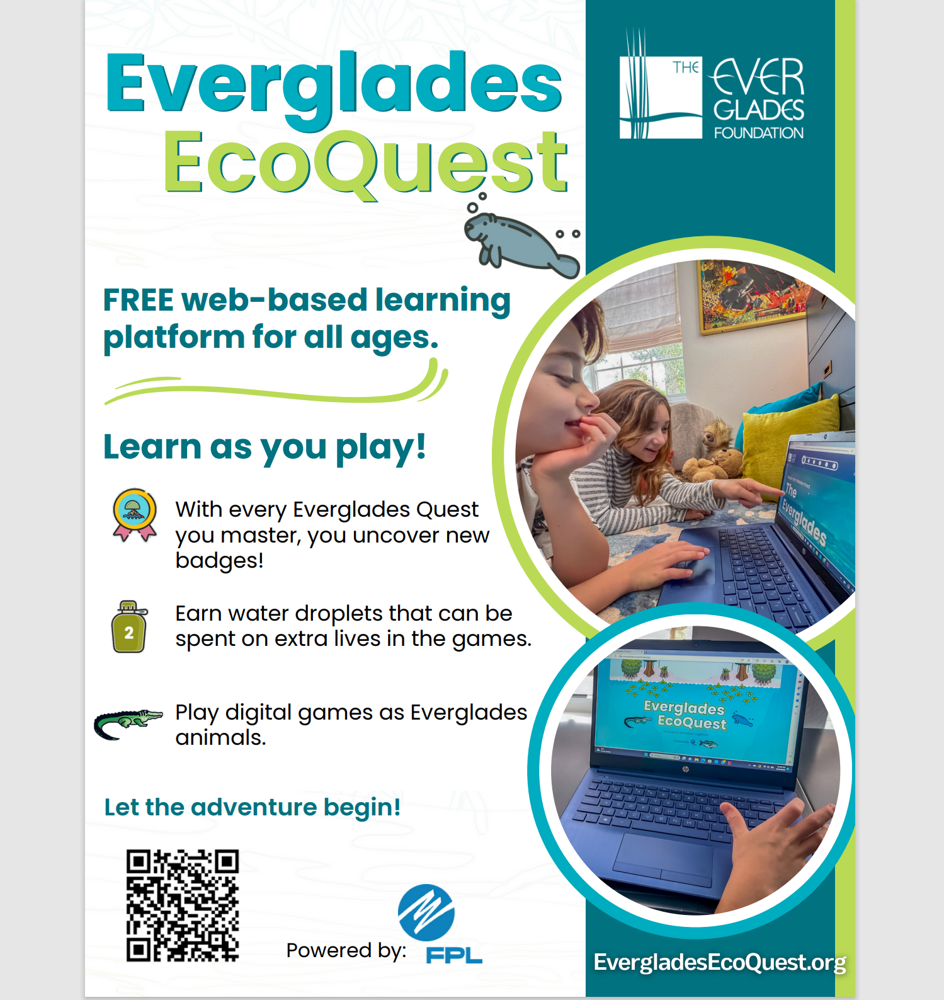 Everglades
EcoQuest
THE EVER
GLADES
FOUNDATION
FREE web-based learning
platform for all ages.
Learn as you play!
With every Everglades Quest
you master, you uncover new
badges!
2
Earn water droplets that can be
spent on extra lives in the games.
Play digital games as Everglades
animals.
Let the adventure begin!
Powered by:
FPL
The
Everglades
hp
Everglades
EcoQuest
hp
EvergladesEcoQuest.org